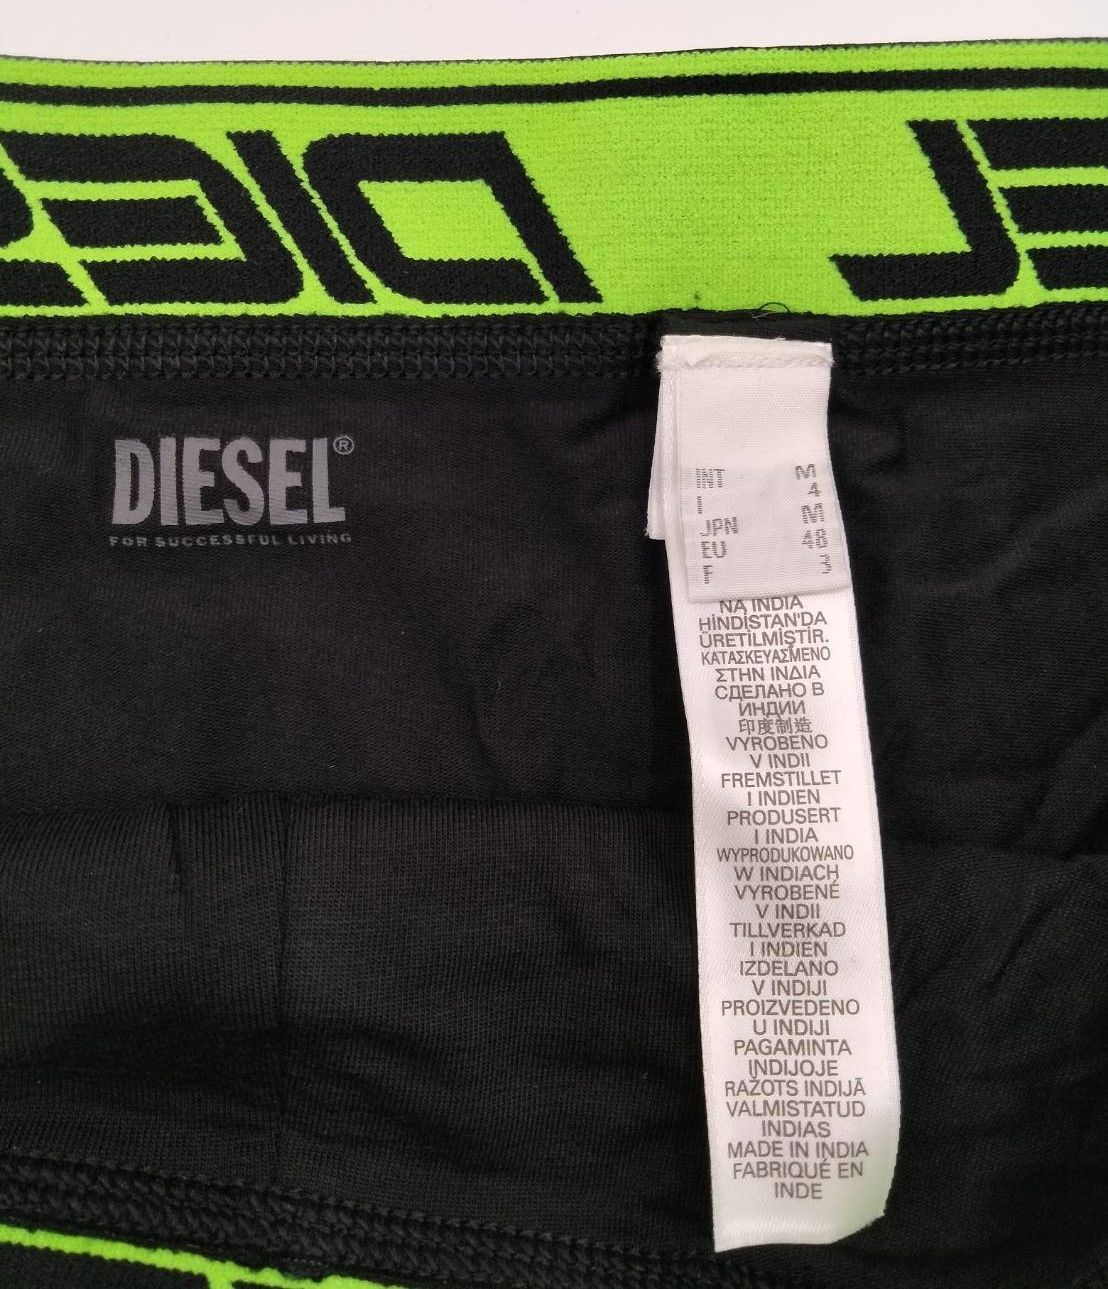 DIESEL®
FOR SUCCESSFUL LIVING
INT M
I 4
JPN M
EU 48
F 3
NA INDIA
HİNDİSTAN'DA
ÜRETİLMİŞTİR.
ΚΑΤΑΣΚΕΥΑΣΜΕΝΟ
ΣΤΗΝ ΙΝΔΙΑ
СДЕЛАНО В
ИНДИИ
印度制造
VYROBENO
V INDII
FREMSTILLET
I INDIEN
PRODUSERT
I INDIA
WYPRODUKOWANO
W INDIACH
VYROBENÉ
V INDII
TILLVERKAD
I INDIEN
IZDELANO
V INDIJI
PROIZVEDENO
U INDIJI
PAGAMINTA
INDIJOJE
RAŽOTS INDIJĀ
VALMISTATUD
INDIAS
MADE IN INDIA
FABRIQUÉ EN
INDE